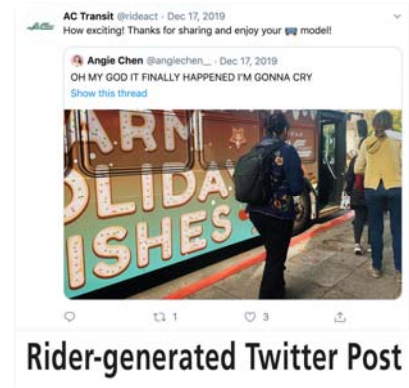 AC Transit @rideact · Dec 17, 2019
How exciting! Thanks for sharing and enjoy your 🚌 model!
Angie Chen @angiechen__ · Dec 17, 2019
OH MY GOD IT FINALLY HAPPENED I'M GONNA CRY
Show this thread
ARM
OLIDA
ISHES
1
3
Rider-generated Twitter Post